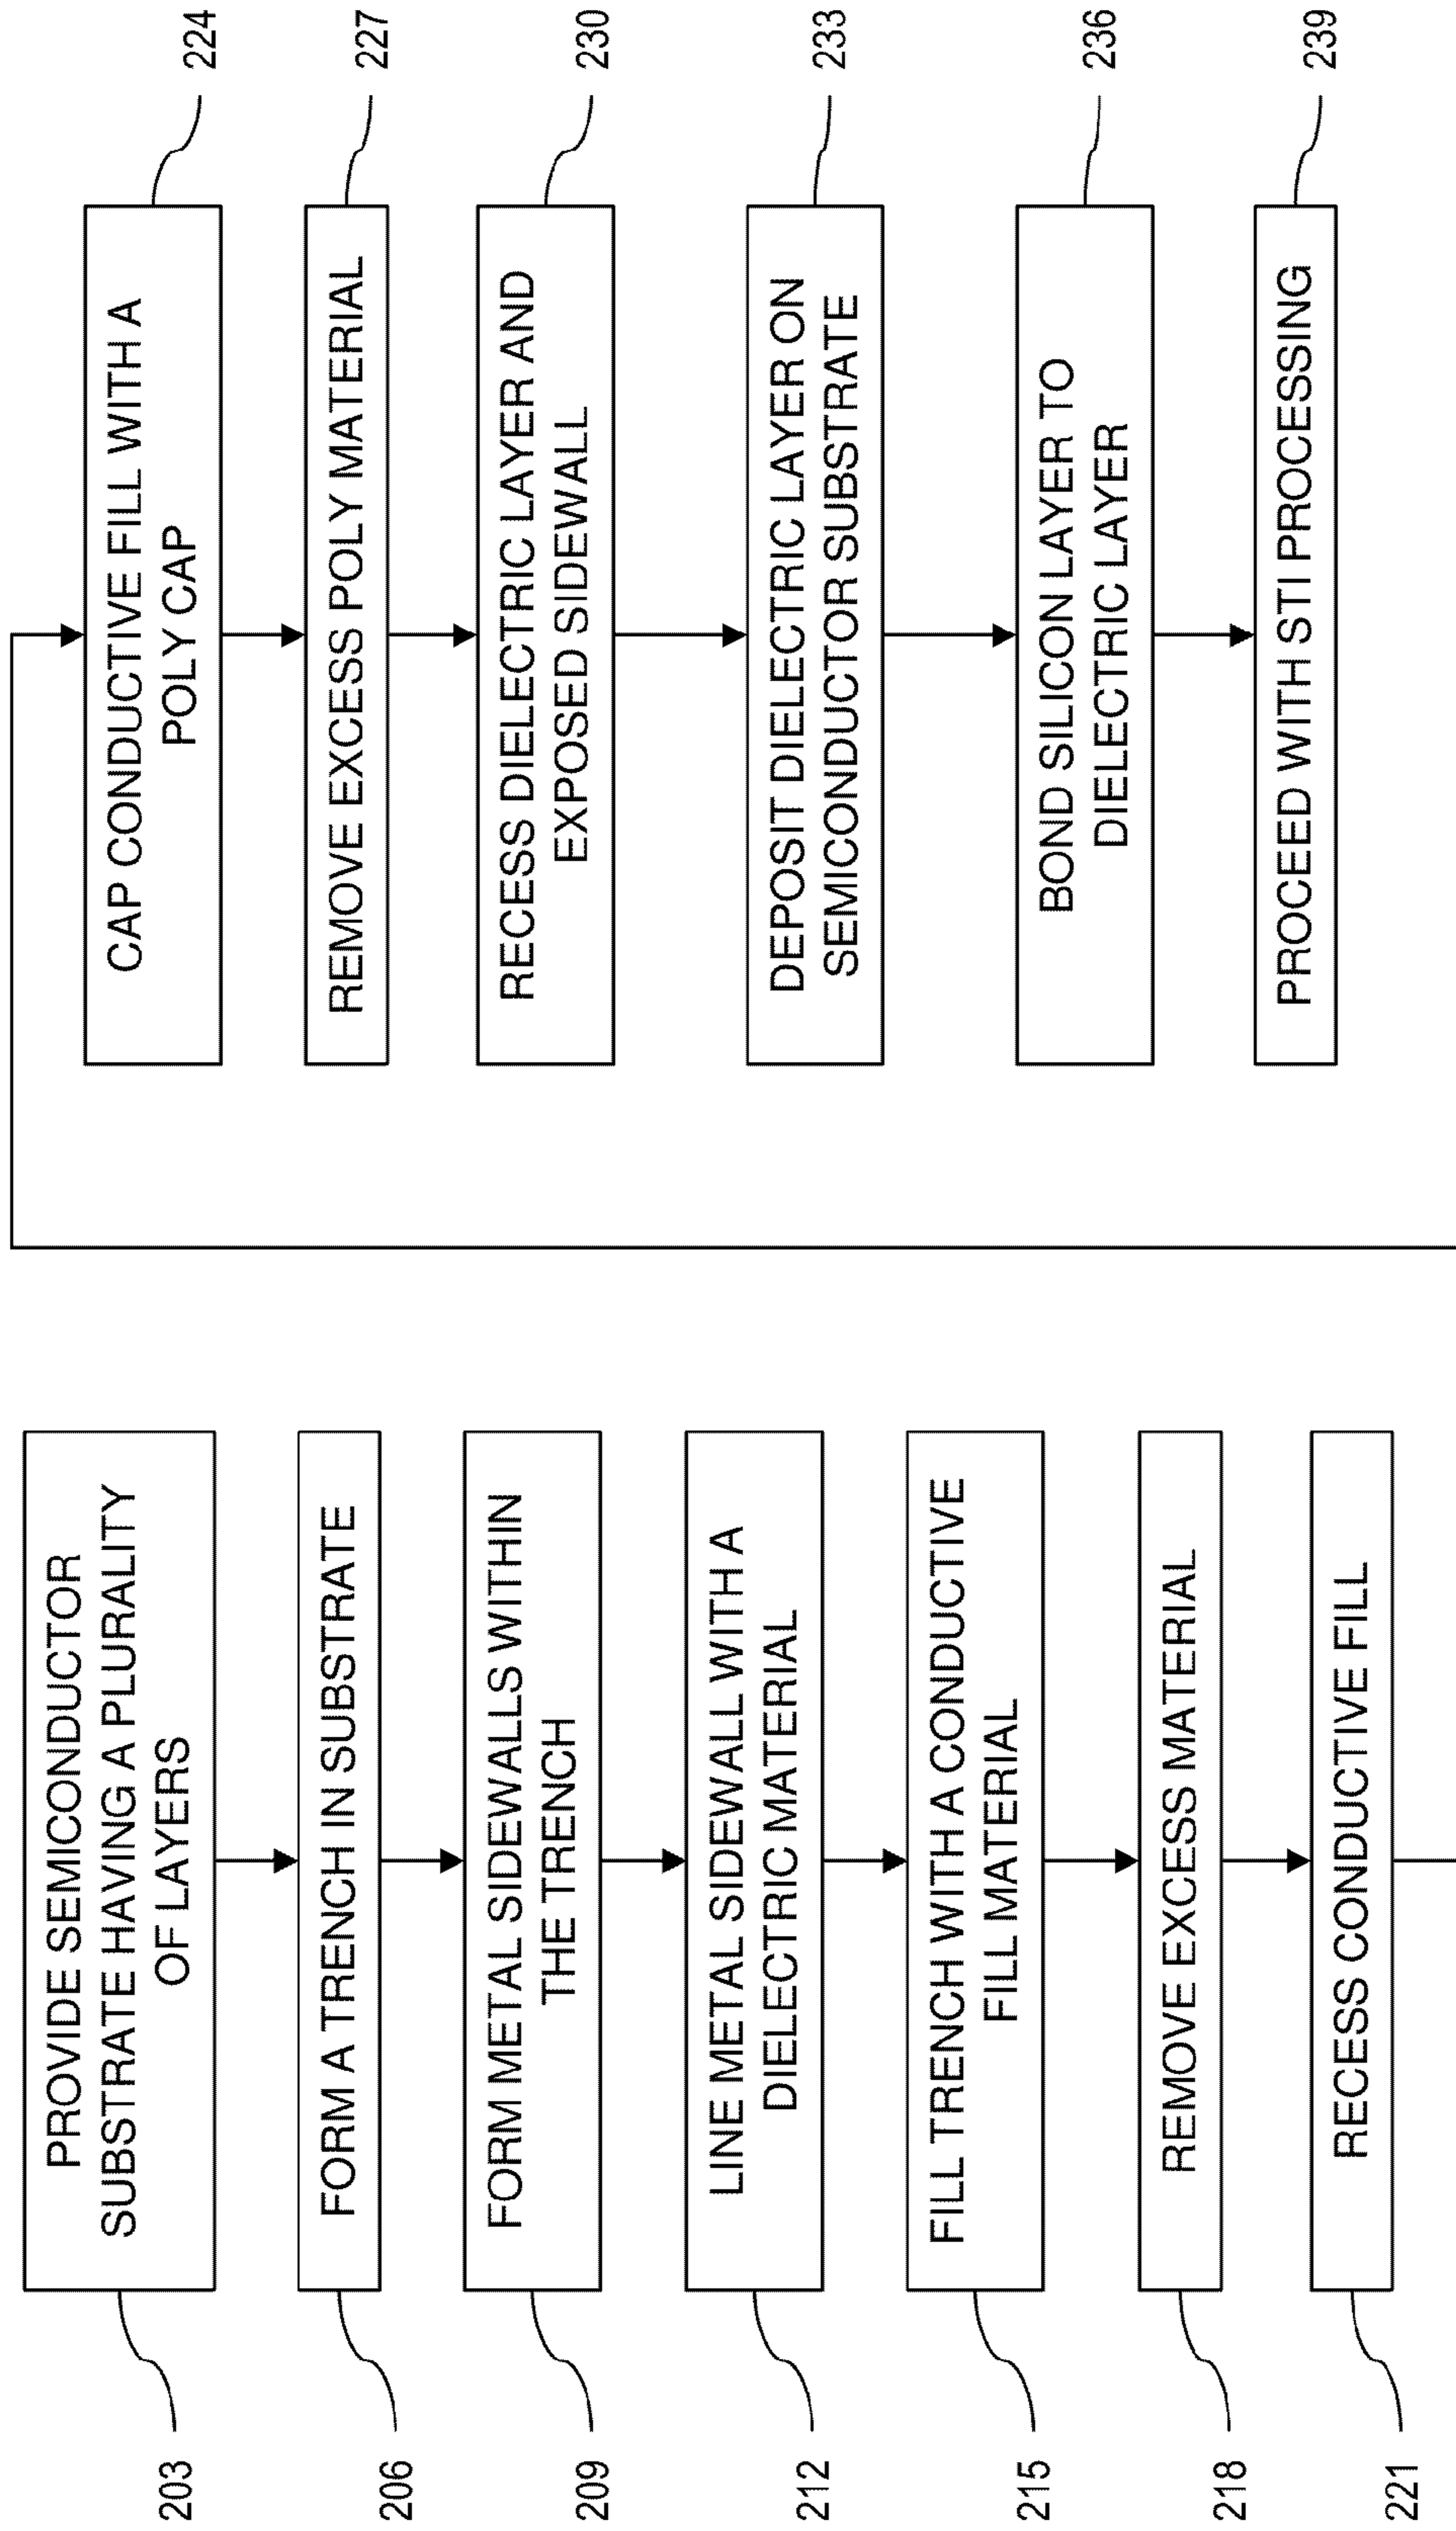 203
PROVIDE SEMICONDUCTOR
SUBSTRATE HAVING A PLURALITY
OF LAYERS
206
FORM A TRENCH IN SUBSTRATE
209
FORM METAL SIDEWALLS WITHIN
THE TRENCH
212
LINE METAL SIDEWALL WITH A
DIELECTRIC MATERIAL
215
FILL TRENCH WITH A CONDUCTIVE
FILL MATERIAL
218
REMOVE EXCESS MATERIAL
221
RECESS CONDUCTIVE FILL
CAP CONDUCTIVE FILL WITH A
POLY CAP
224
REMOVE EXCESS POLY MATERIAL
227
RECESS DIELECTRIC LAYER AND
EXPOSED SIDEWALL
230
DEPOSIT DIELECTRIC LAYER ON
SEMICONDUCTOR SUBSTRATE
233
BOND SILICON LAYER TO
DIELECTRIC LAYER
236
PROCEED WITH STI PROCESSING
239